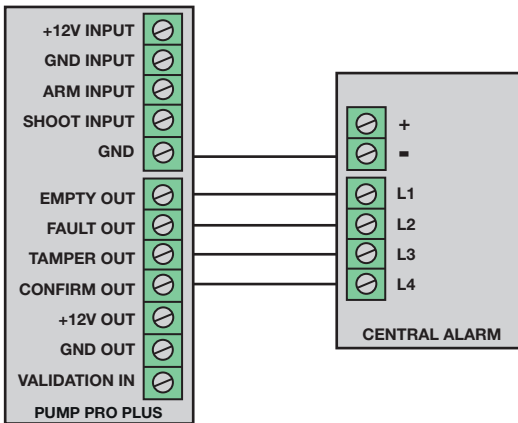 +12V INPUT
GND INPUT
ARM INPUT
SHOOT INPUT
GND
EMPTY OUT
FAULT OUT
TAMPER OUT
CONFIRM OUT
+12V OUT
GND OUT
VALIDATION IN
PUMP PRO PLUS
+
-
L1
L2
L3
L4
CENTRAL ALARM